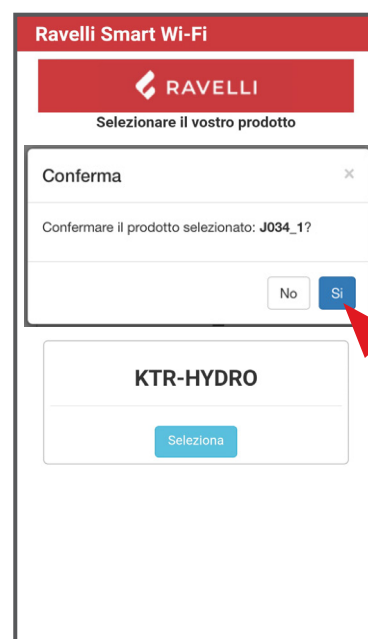 Ravelli Smart Wi-Fi
RAVELLI
Selezionare il vostro prodotto
Conferma ×
Confermare il prodotto selezionato: J034_1?
No Si
KTR-HYDRO
Seleziona